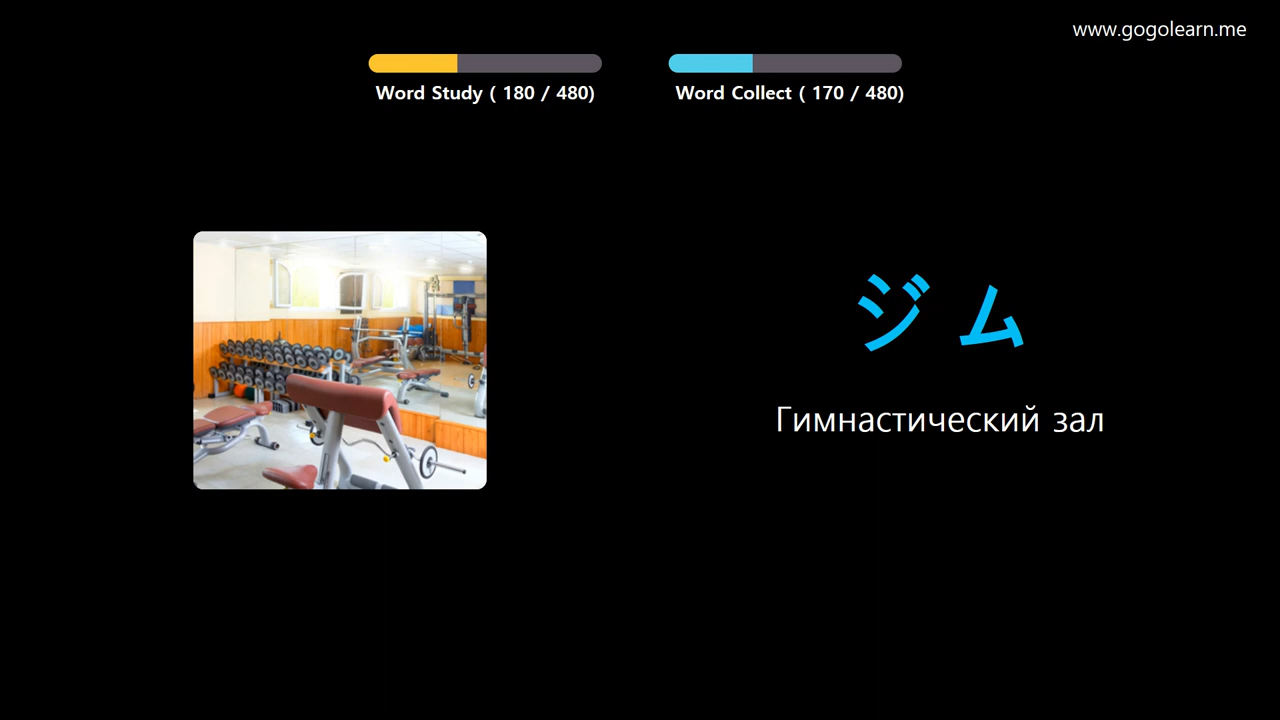 www.gogolearn.me
Word Study ( 180 / 480)
Word Collect ( 170 / 480)
ジム
Гимнастический зал